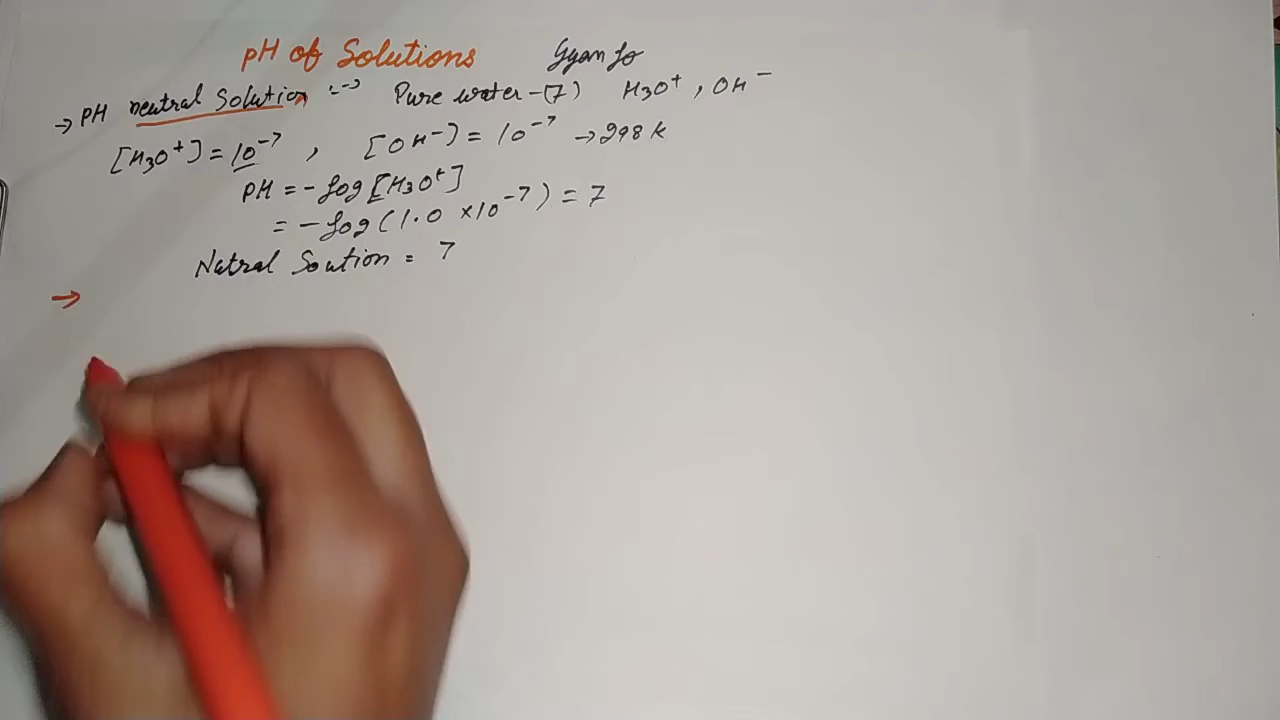 pH of Solutions Gyan Jo
→ PH neutral Solution :→ Pure water -(7) H₃O⁺, OH⁻
[H₃O⁺] = 10⁻⁷ , [OH⁻) = 10⁻⁷ → 298 k
PH = - log [H₃O⁺]
= - log (1.0 ×10⁻⁷) = 7
Natral Soution = 7
→